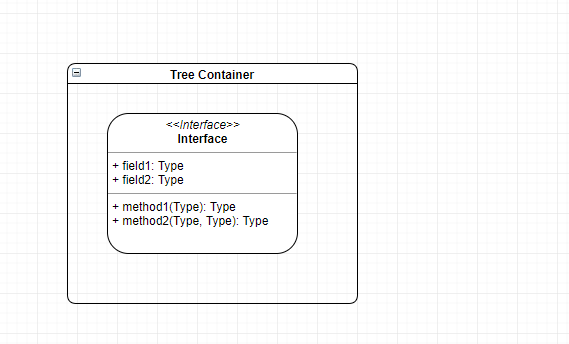 Tree Container
<<Interface>>
Interface
+ field1: Type
+ field2: Type
+ method1(Type): Type
+ method2(Type, Type): Type